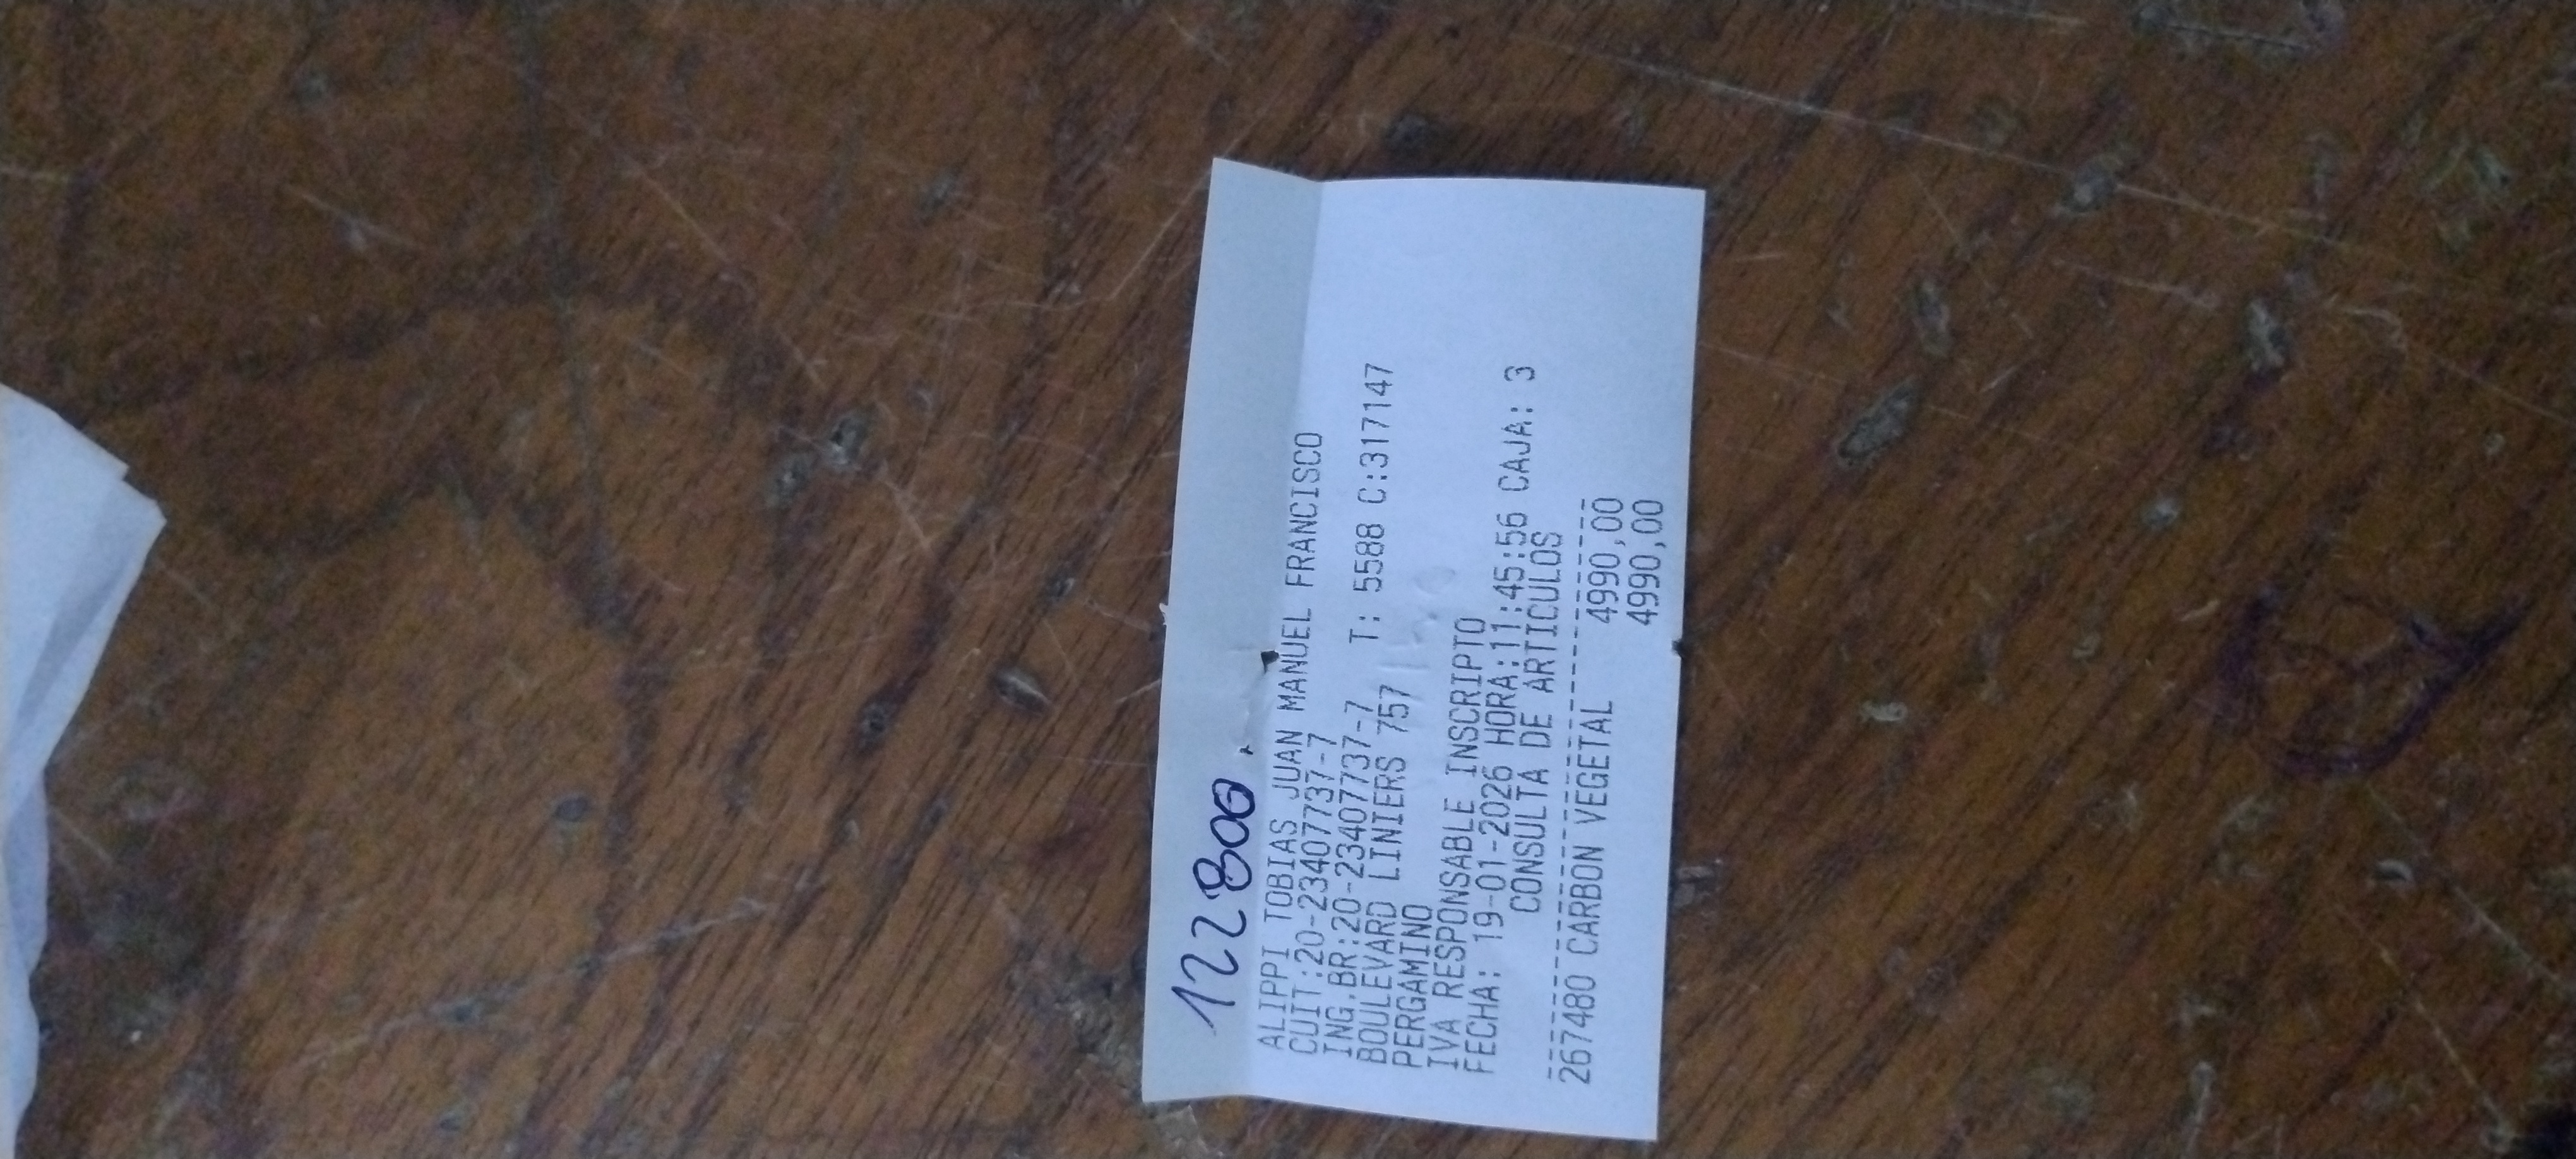 12800.
ALIPPI TOBIAS JUAN MANUEL FRANCISCO
CUIT:20-23407737-7
ING.BR:20-23407737-7 T: 5588 C:317147
BOULEVARD LINIERS 757
PERGAMINO
IVA RESPONSABLE INSCRIPTO
FECHA: 19-01-2026 HORA:11:45:56 CAJA: 3
CONSULTA DE ARTICULOS
267480 CARBON VEGETAL 4990,00
4990,00